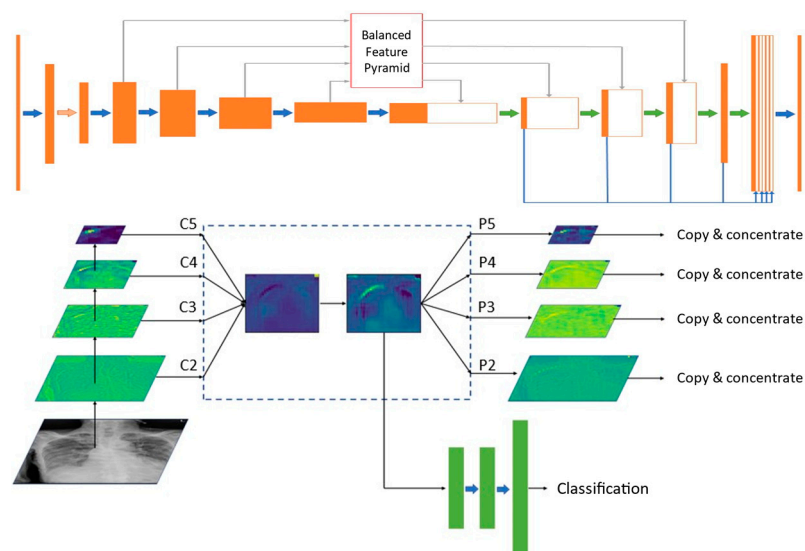 Balanced
Feature
Pyramid
C5
P5
Copy & concentrate
C4
P4
Copy & concentrate
C3
P3
Copy & concentrate
C2
P2
Copy & concentrate
Classification